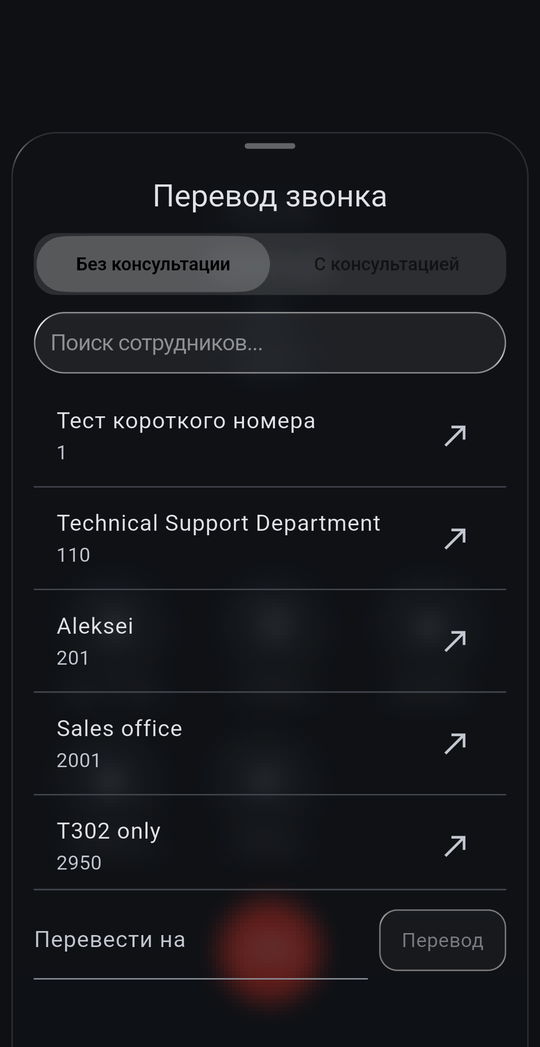 Перевод звонка
Без консультации
С консультацией
Поиск сотрудников...
Тест короткого номера
1
Technical Support Department
110
Aleksei
201
Sales office
2001
T302 only
2950
Перевести на
Перевод